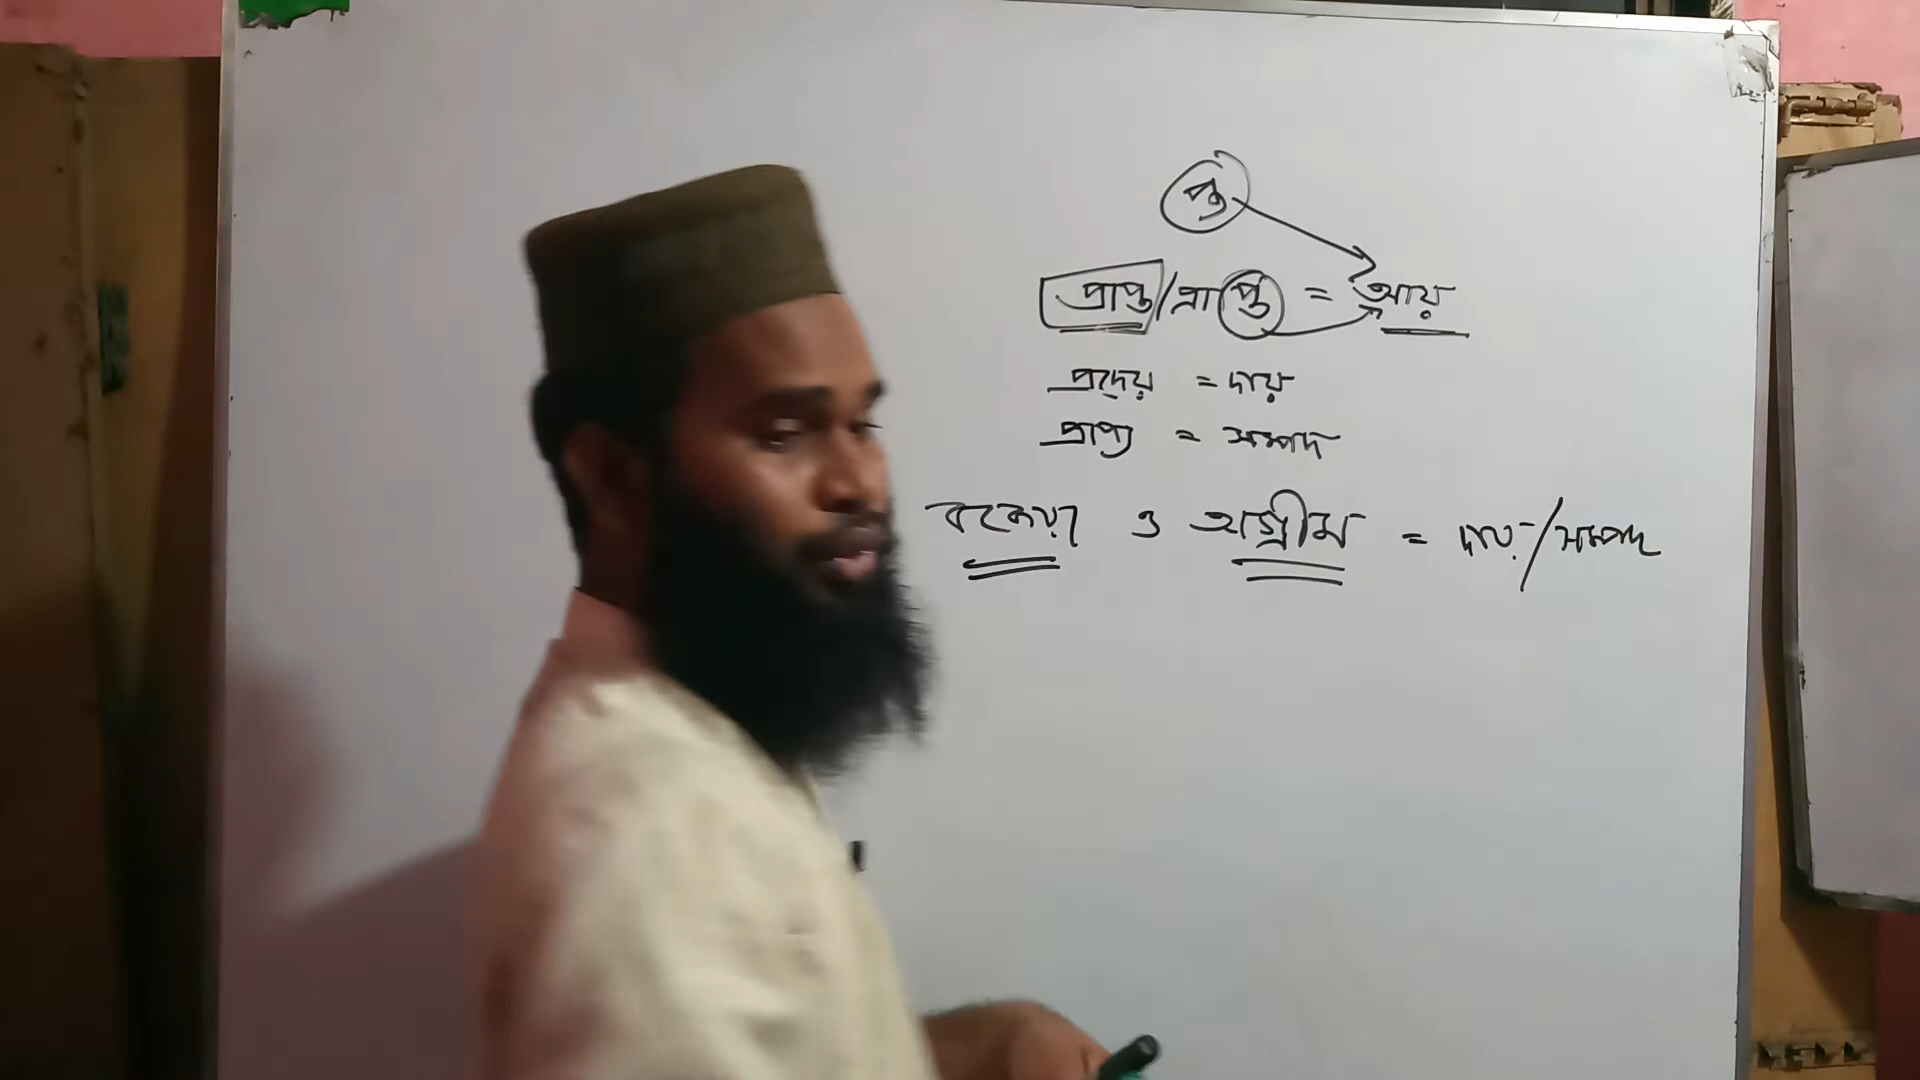 প্ত
প্রাপ্ত/প্রাপ্ত = আয়
প্রদেয় = দায়
প্রাপ্য = সম্পদ
বকেয়া ও অগ্রীম = দায়/সম্পদ